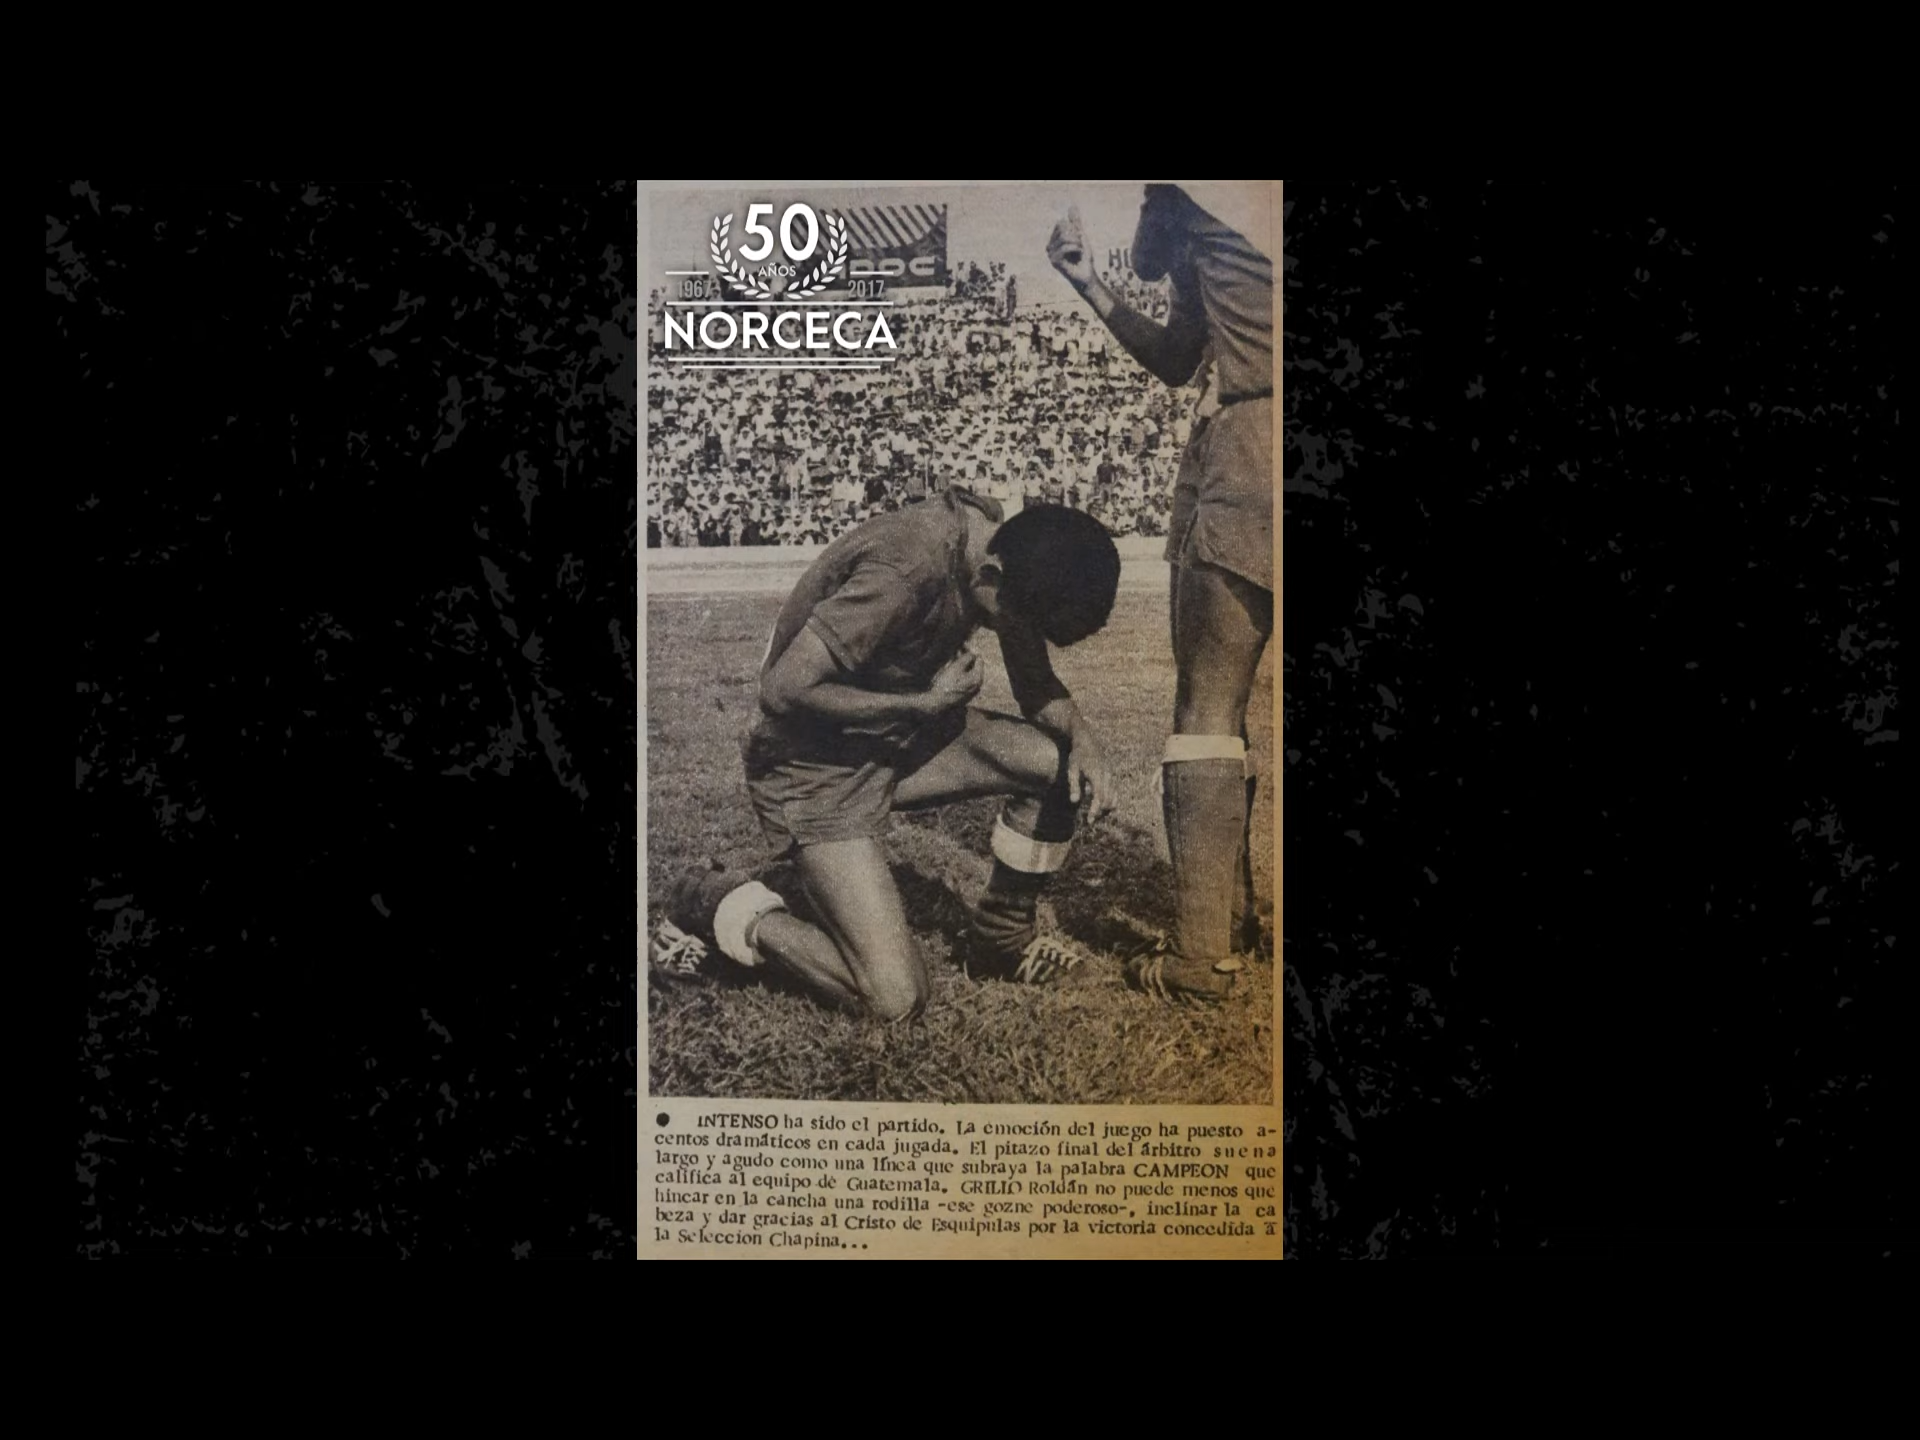 50
AÑOS
1967 2017
NORCECA
● INTENSO ha sido el partido. La emoción del juego ha puesto a-
centos dramáticos en cada jugada. El pitazo final del árbitro suena
largo y agudo como una línea que subraya la palabra CAMPEON que
califica al equipo de Guatemala. GRILLO Roldán no puede menos que
hincar en la cancha una rodilla -ese gozne poderoso-, inclinar la ca
beza y dar gracias al Cristo de Esquipulas por la victoria concedida a
la Seleccion Chapina...